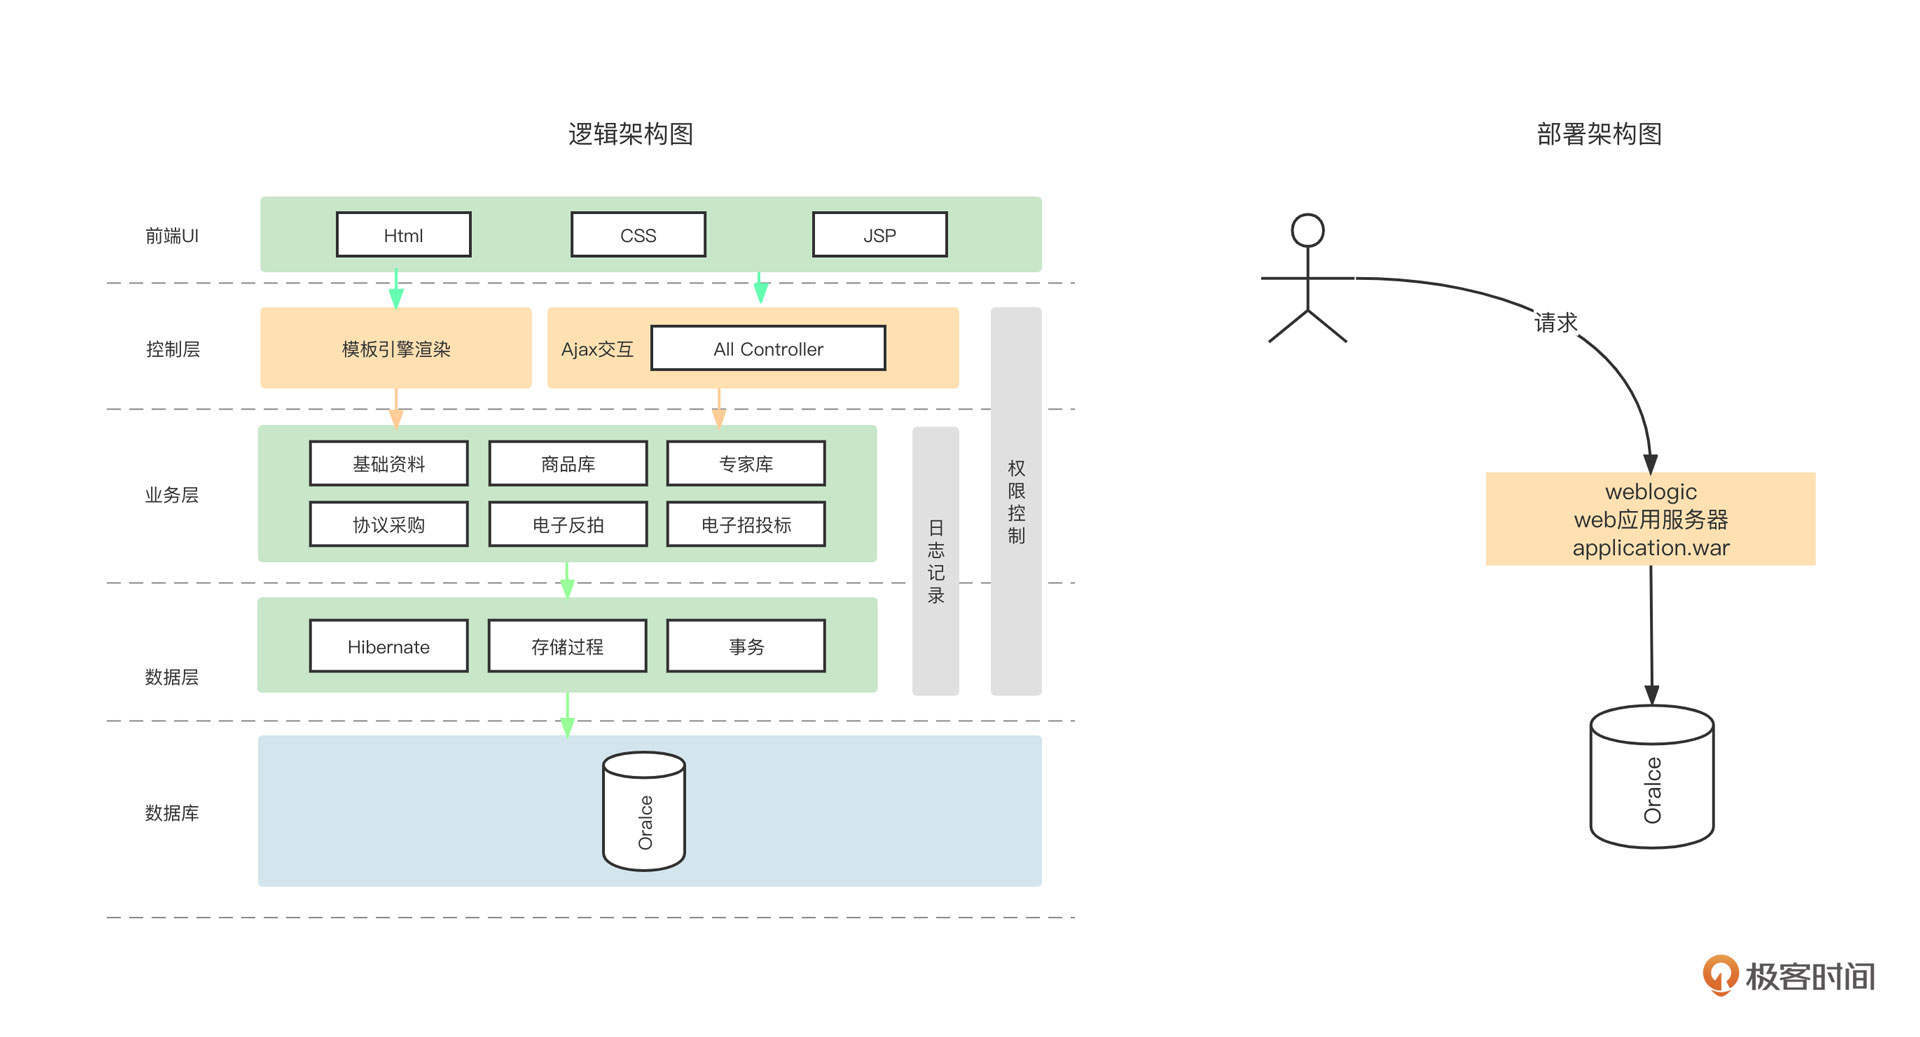 逻辑架构图
前端UI
Html
CSS
JSP
控制层
模板引擎渲染
Ajax交互
All Controller
业务层
基础资料
商品库
专家库
协议采购
电子反拍
电子招投标
日志记录
权限控制
数据层
Hibernate
存储过程
事务
数据库
Oralce
部署架构图
请求
weblogic
web应用服务器
application.war
Oralce
极客时间